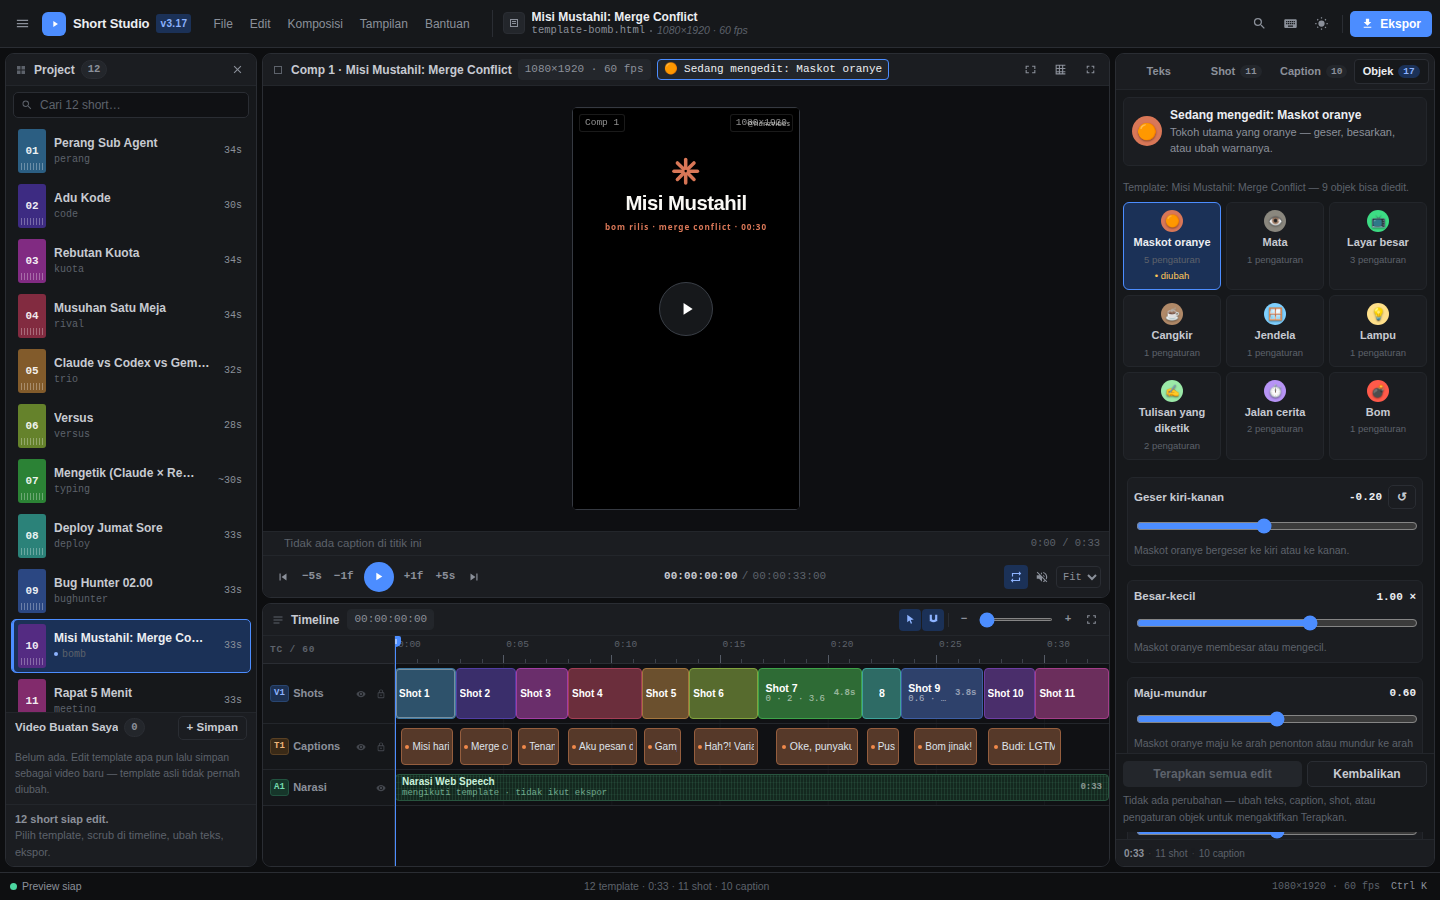 Short Studio v3.17 File Edit Komposisi Tampilan Bantuan
Misi Mustahil: Merge Conflict
template-bomb.html · 1080×1920 · 60 fps
Ekspor
Project 12
Cari 12 short…
01 Perang Sub Agent 34s
perang
02 Adu Kode 30s
code
03 Rebutan Kuota 34s
kuota
04 Musuhan Satu Meja 34s
rival
05 Claude vs Codex vs Gem… 32s
trio
06 Versus 28s
versus
07 Mengetik (Claude × Re… ~30s
typing
08 Deploy Jumat Sore 33s
deploy
09 Bug Hunter 02.00 33s
bughunter
10 Misi Mustahil: Merge Co… 33s
bomb
11 Rapat 5 Menit 33s
meeting
Video Buatan Saya 0 + Simpan
Belum ada. Edit template apa pun lalu simpan
sebagai video baru — template asli tidak pernah
diubah.
12 short siap edit.
Pilih template, scrub di timeline, ubah teks,
ekspor.
Comp 1 · Misi Mustahil: Merge Conflict 1080×1920 · 60 fps Sedang mengedit: Maskot oranye
Comp 1 1080×1920
Misi Mustahil
bom rilis · merge conflict · 00:30
Tidak ada caption di titik ini 0:00 / 0:33
−5s −1f +1f +5s 00:00:00:00 / 00:00:33:00 Fit
Timeline 00:00:00:00 − +
TC / 60 0:00 0:05 0:10 0:15 0:20 0:25 0:30
V1 Shots Shot 1 Shot 2 Shot 3 Shot 4 Shot 5 Shot 6 Shot 7 0 · 2 · 3.6 4.8s 8 Shot 9 0.6 · … 3.8s Shot 10 Shot 11
T1 Captions Misi hari Merge co Tenan Aku pesan d Gam Hah?! Varia Oke, punyaku Pus Bom jinak! Budi: LGTM
A1 Narasi Narasi Web Speech
mengikuti template · tidak ikut ekspor 0:33
Teks Shot 11 Caption 10 Objek 17
Sedang mengedit: Maskot oranye
Tokoh utama yang oranye — geser, besarkan,
atau ubah warnanya.
Template: Misi Mustahil: Merge Conflict — 9 objek bisa diedit.
Maskot oranye Mata Layar besar
5 pengaturan 1 pengaturan 3 pengaturan
• diubah
Cangkir Jendela Lampu
1 pengaturan 1 pengaturan 1 pengaturan
Tulisan yang diketik Jalan cerita Bom
2 pengaturan 2 pengaturan 1 pengaturan
Geser kiri-kanan -0.20 ↺
Maskot oranye bergeser ke kiri atau ke kanan.
Besar-kecil 1.00 ×
Maskot oranye membesar atau mengecil.
Maju-mundur 0.60
Maskot oranye maju ke arah penonton atau mundur ke arah
Terapkan semua edit Kembalikan
Tidak ada perubahan — ubah teks, caption, shot, atau
pengaturan objek untuk mengaktifkan Terapkan.
0:33 · 11 shot · 10 caption
Preview siap 12 template · 0:33 · 11 shot · 10 caption 1080×1920 · 60 fps Ctrl K